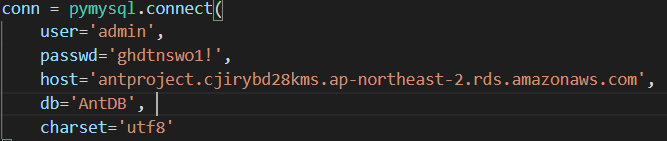 conn = pymysql.connect(
    user='admin',
    passwd='ghdtnswo1!',
    host='antproject.cjirybd28kms.ap-northeast-2.rds.amazonaws.com',
    db='AntDB',
    charset='utf8'